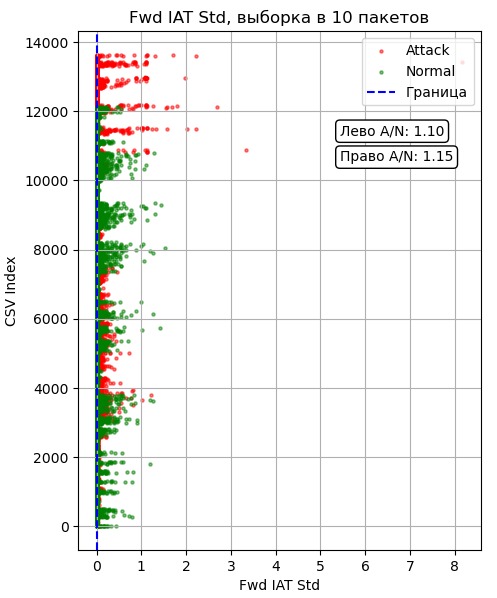 Fwd IAT Std, выборка в 10 пакетов
14000
12000
10000
8000
6000
4000
2000
0
CSV Index
Attack
Normal
Граница
Лево A/N: 1.10
Право A/N: 1.15
0 1 2 3 4 5 6 7 8
Fwd IAT Std